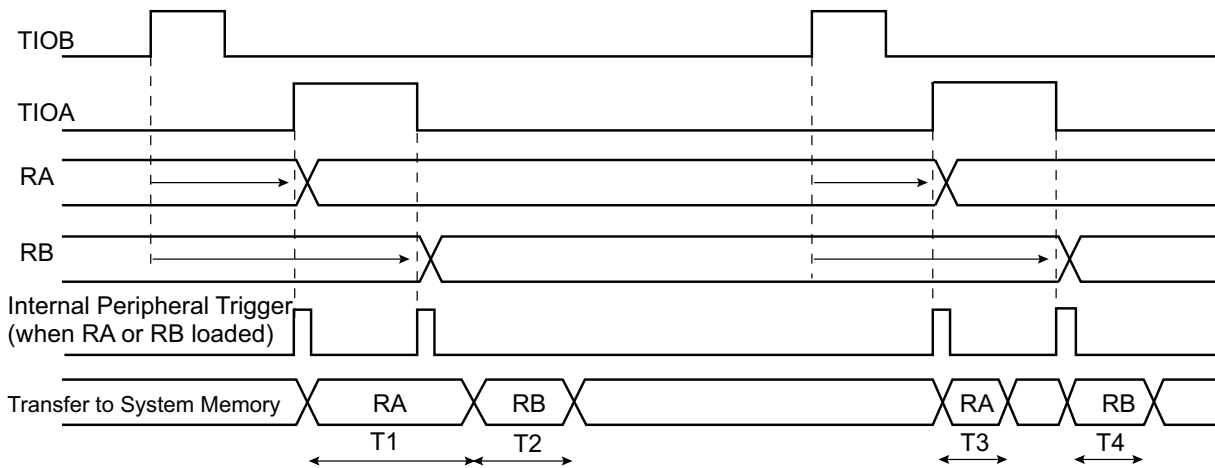 TIOB
TIOA
RA
RB
Internal Peripheral Trigger
(when RA or RB loaded)
Transfer to System Memory RA RB RA RB
T1 T2 T3 T4